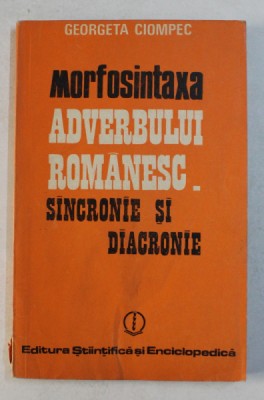 GEORGETA CIOMPEC
morfosintaxa
ADVERBULUI
ROMÂNESC -
SINCRONIE ŞI
DIACRONIE
Editura Ştiinţifică şi Enciclopedică